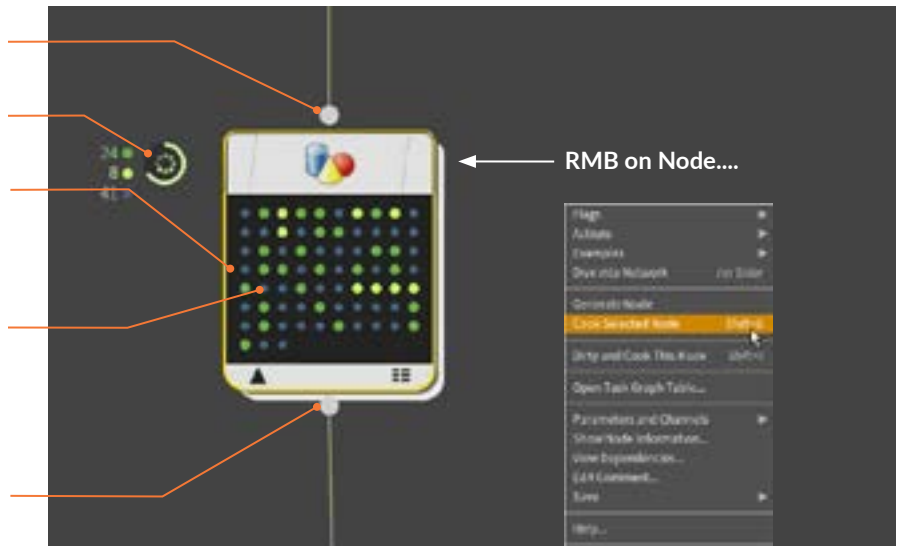 24
8
41
RMB on Node....
Flags
Actions
Examples
Dive into Network
Generate Node
Cook Selected Node Shift+G
Dirty and Cook This Node
Open Task Graph Table...
Parameters and Channels
Show Node Information...
View Dependencies...
Edit Comment...
Save
Help...